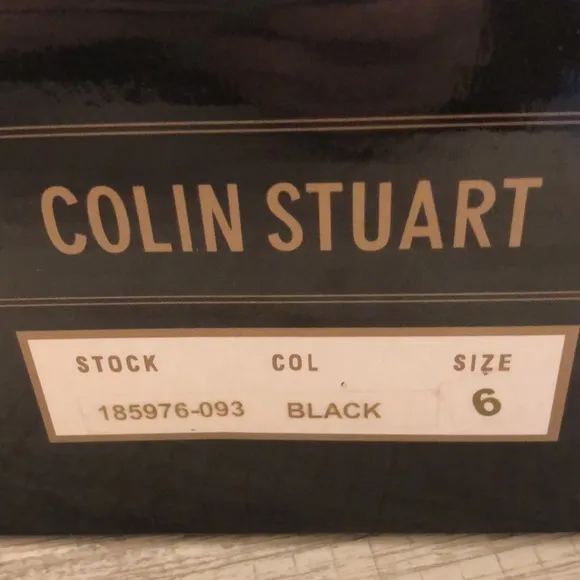 COLIN STUART
STOCK COL SIZE
185976-093 BLACK 6